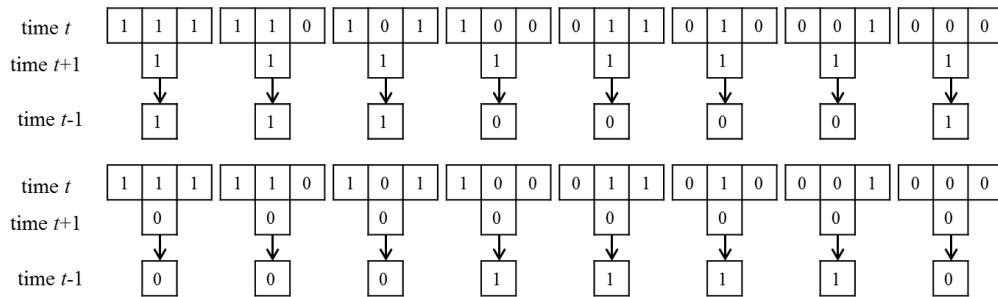 time t 1 1 1 1 1 0 1 0 1 1 0 0 0 1 1 0 1 0 0 0 1 0 0 0
time t+1 1 1 1 1 1 1 1 1
time t-1 1 1 1 0 0 0 0 1
time t 1 1 1 1 1 0 1 0 1 1 0 0 0 1 1 0 1 0 0 0 1 0 0 0
time t+1 0 0 0 0 0 0 0 0
time t-1 0 0 0 1 1 1 1 0